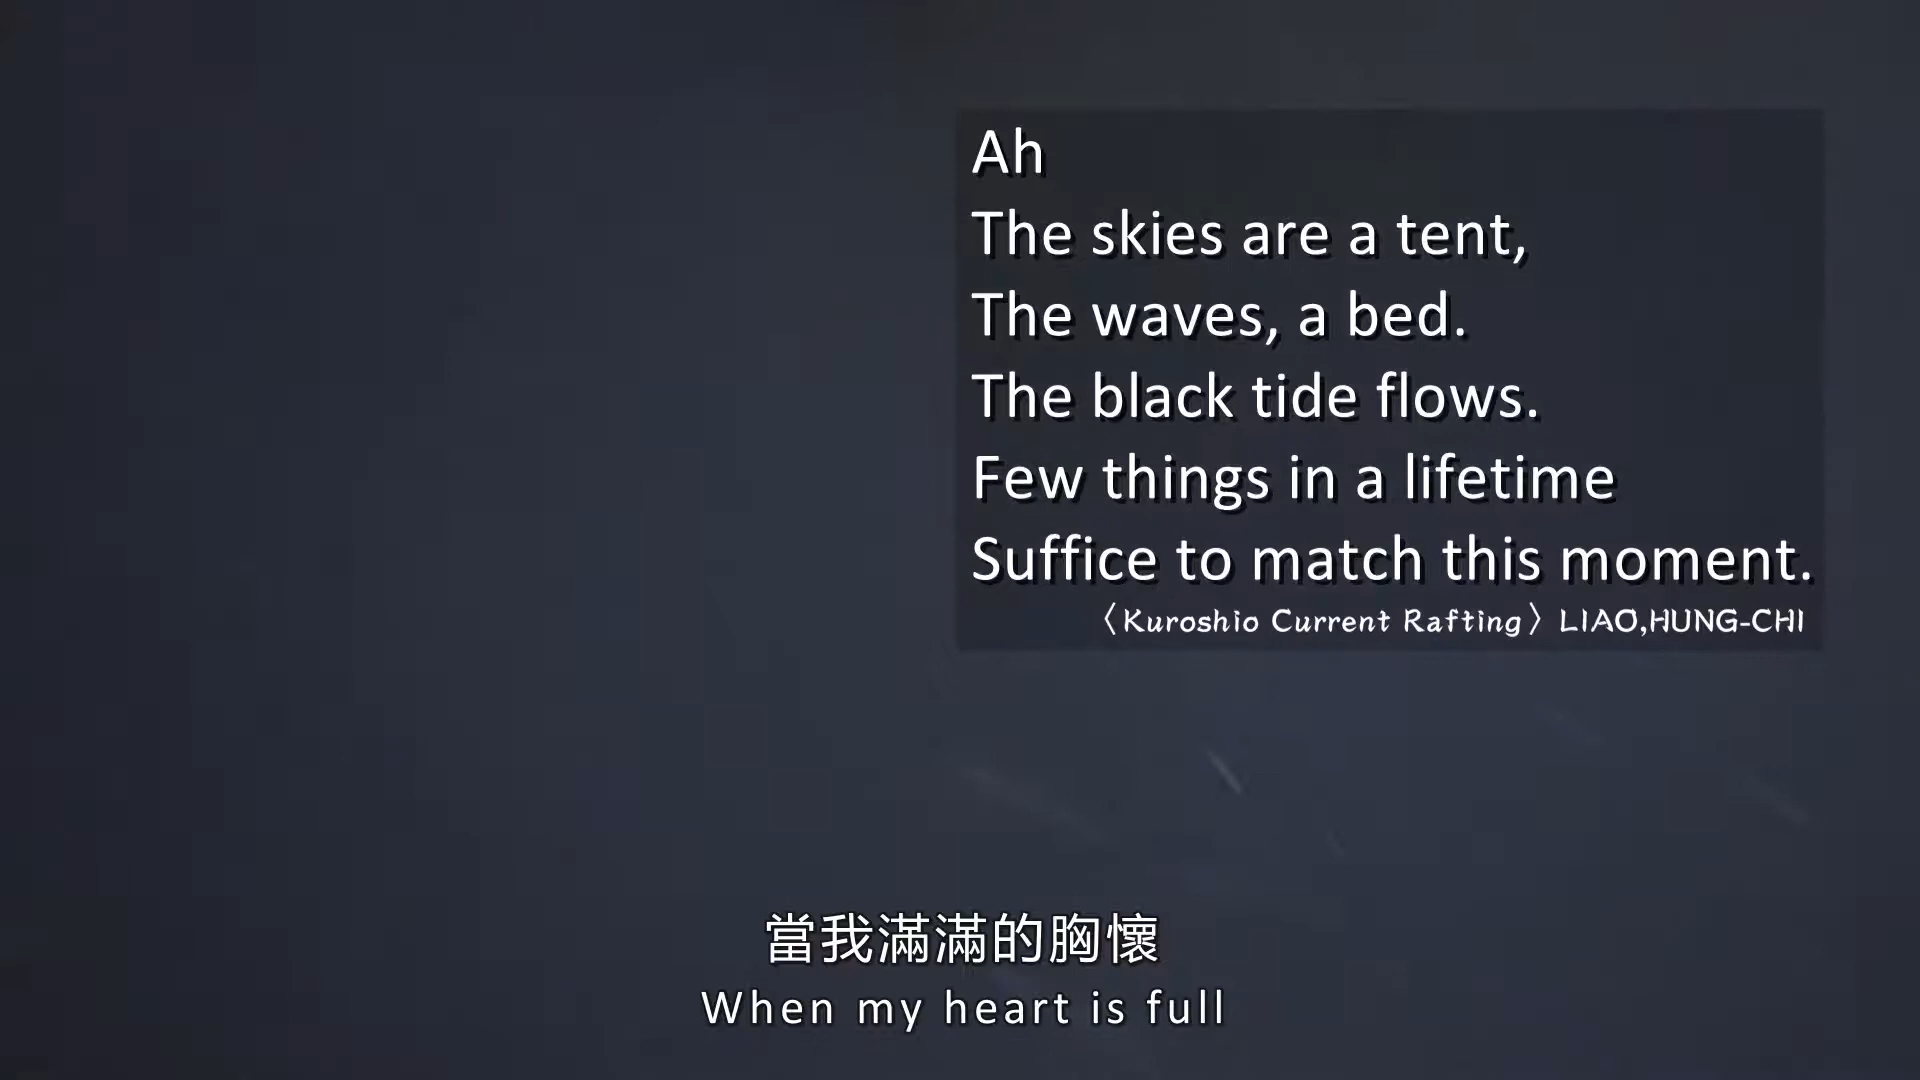 Ah
The skies are a tent,
The waves, a bed.
The black tide flows.
Few things in a lifetime
Suffice to match this moment.
〈Kuroshio Current Rafting〉LIAO,HUNG-CHI
當我滿滿的胸懷
When my heart is full